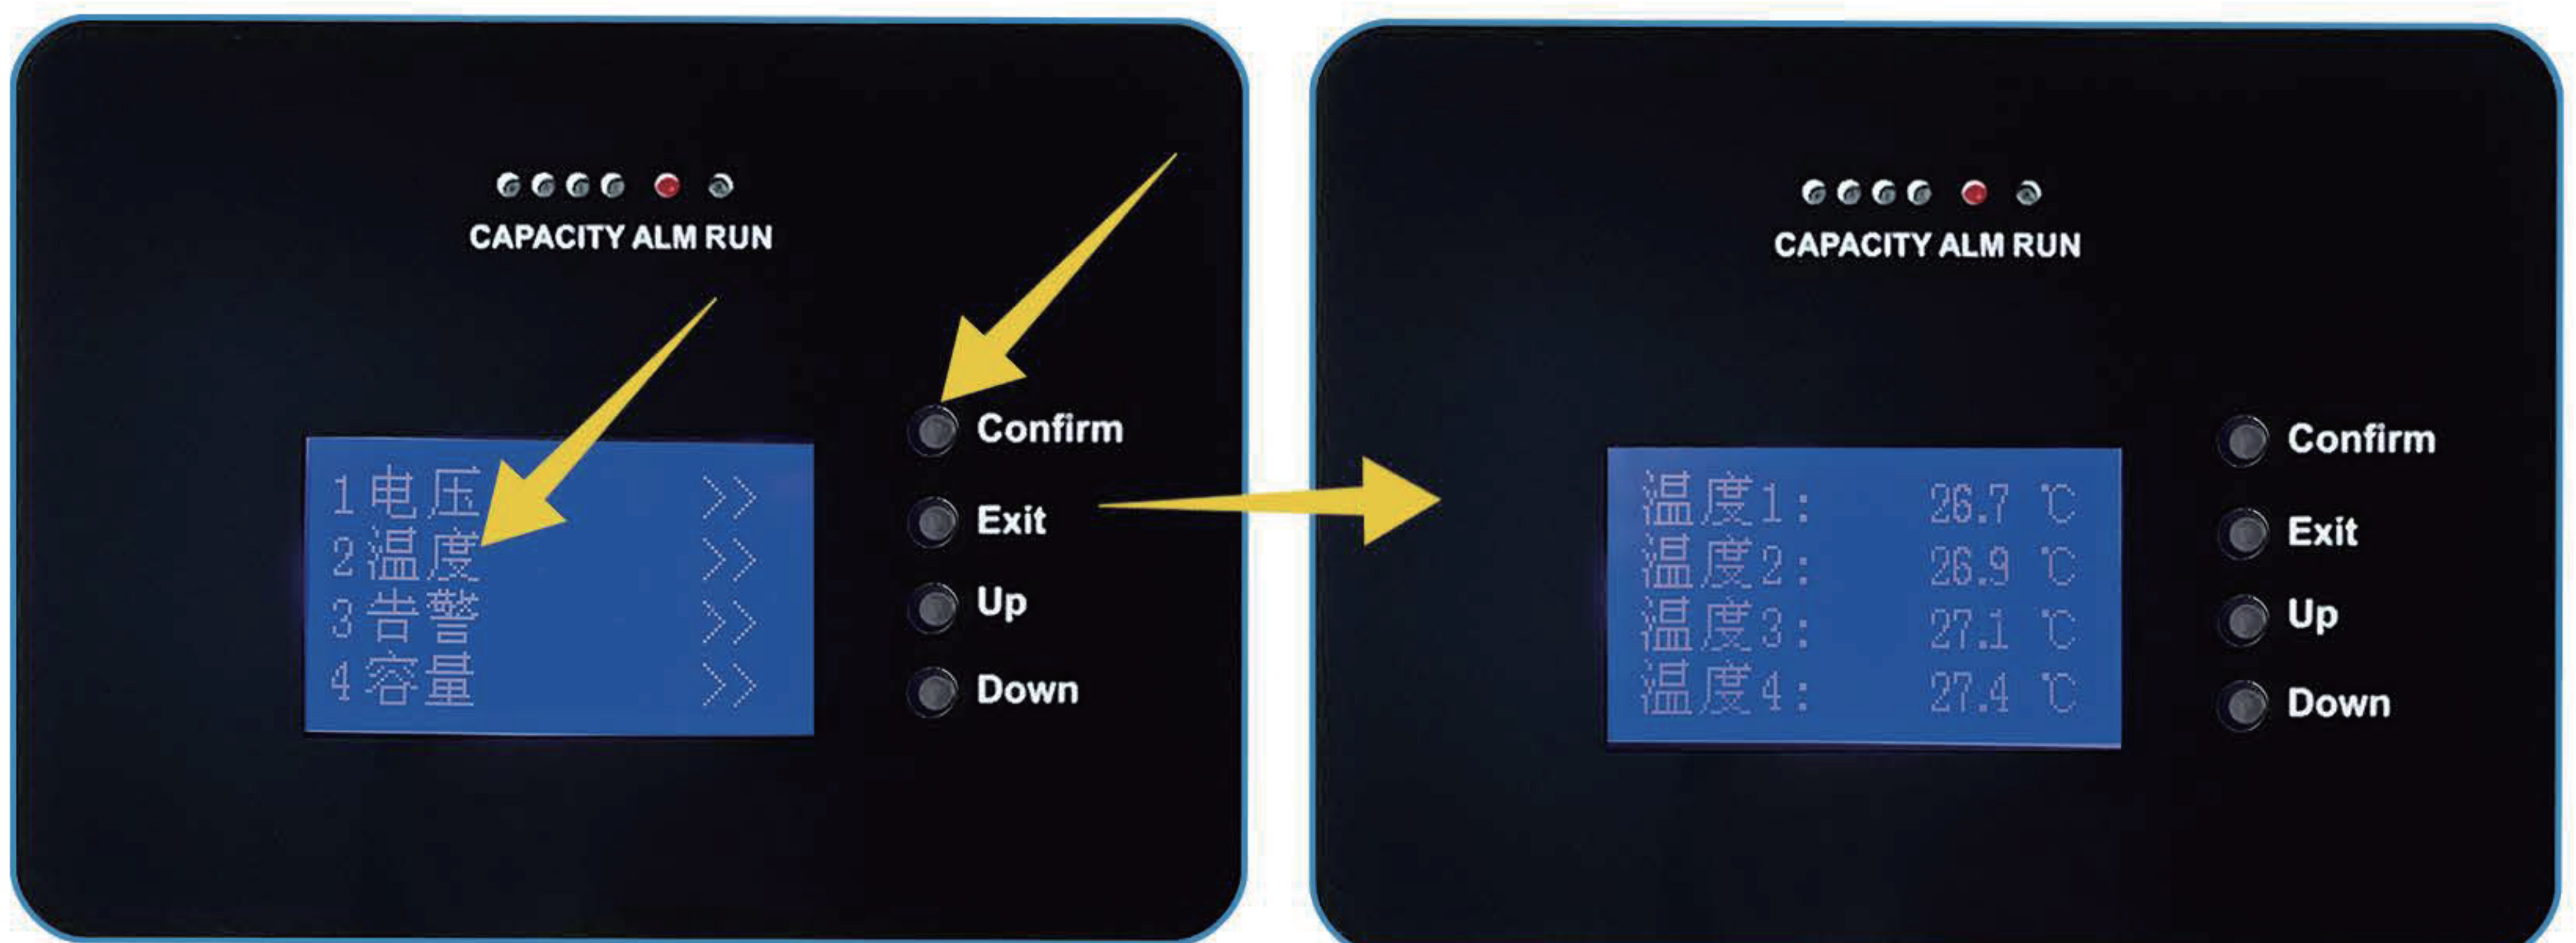 CAPACITY ALM RUN
1 电压 >>
2 温度 >>
3 告警 >>
4 容量 >>
Confirm
Exit
Up
Down
CAPACITY ALM RUN
温度1: 26.7 ℃
温度2: 26.9 ℃
温度3: 27.1 ℃
温度4: 27.4 ℃
Confirm
Exit
Up
Down